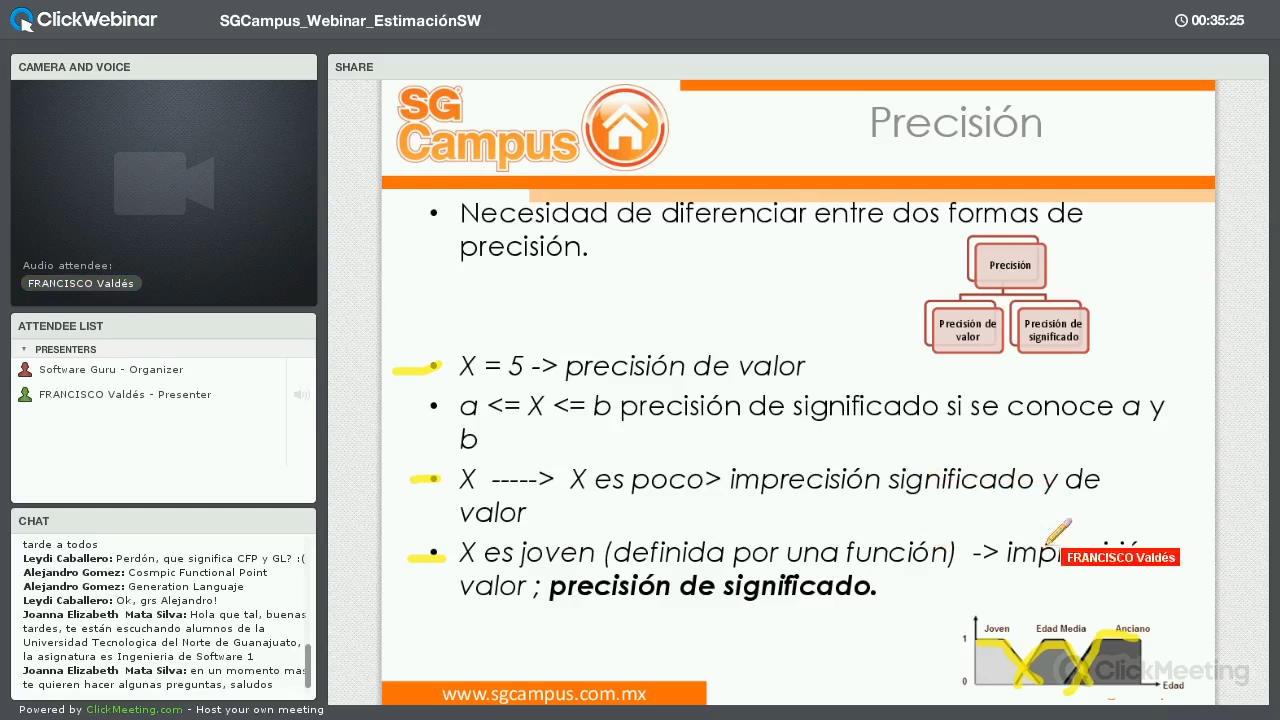 ClickWebinar
SGCampus_Webinar_EstimaciónSW
00:35:25
CAMERA AND VOICE
Audio attendee:
FRANCISCO Valdés
ATTENDEE LIST
PRESENTERS
Software Guru - Organizer
FRANCISCO Valdés - Presenter
CHAT
tarde a todos
Leydi Caballero: Perdón, que significa CFP y GL? :(
Alejandro Gomez: Cosmpic Functional Point
Alejandro Gomez: Generation Languaje
Leydi Caballero: Ok, grs Alejandro!
Joanna Elizabeth Mata Silva: Hola que tal, buenas
tardes, te están escuchando alumnos de la
Universidad Tecnologica del Norte de Guanajuato,
la asignatura es Ingenieria de Software 1
Joanna Elizabeth Mata Silva: en un momento mas
te quieren hacer algunas preguntas, saludos
Powered by ClickMeeting.com - Host your own meeting
SHARE
SG
Campus
Precisión
• Necesidad de diferenciar entre dos formas de
precisión.
Precisión
Precisión de
valor
Precisión de
significado
• X = 5 -> precisión de valor
• a <= X <= b precisión de significado si se conoce a y
b
• X -----> X es poco> imprecisión significado y de
valor
• X es joven (definida por una función) ->
FRANCISCO Valdés
valor ; precisión de significado.
Joven Edad Media Anciano
1
0
Edad
ClickMeeting
www.sgcampus.com.mx